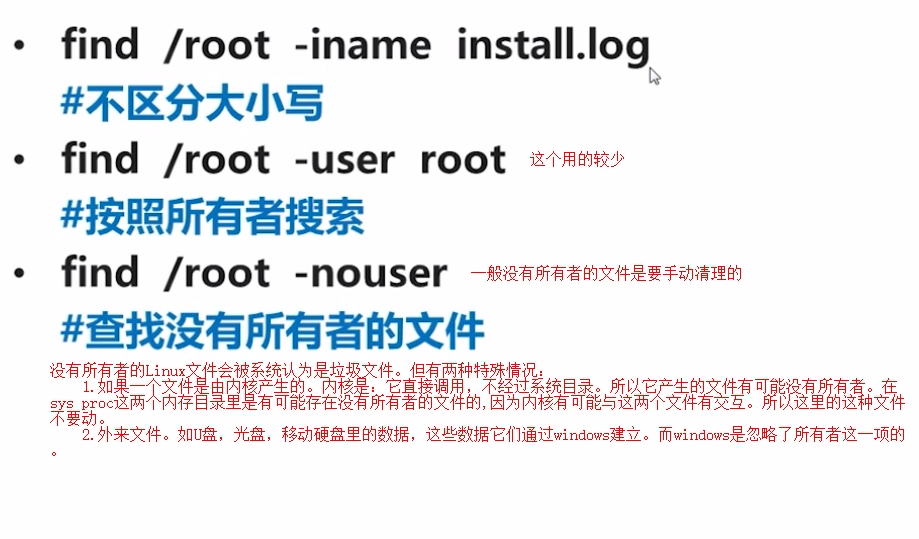 • find /root -iname install.log
#不区分大小写
• find /root -user root 这个用的较少
#按照所有者搜索
• find /root -nouser 一般没有所有者的文件是要手动清理的
#查找没有所有者的文件
没有所有者的Linux文件会被系统认为是垃圾文件。但有两种特殊情况:
1.如果一个文件是由内核产生的。内核是: 它直接调用, 不经过系统目录。所以它产生的文件有可能没有所有者。在
sys proc这两个内存目录里是有可能存在没有所有者的文件的,因为内核有可能与这两个文件有交互。所以这里的这种文件
不要动。
2.外来文件。如U盘, 光盘, 移动硬盘里的数据, 这些数据它们通过windows建立。而windows是忽略了所有者这一项的
。